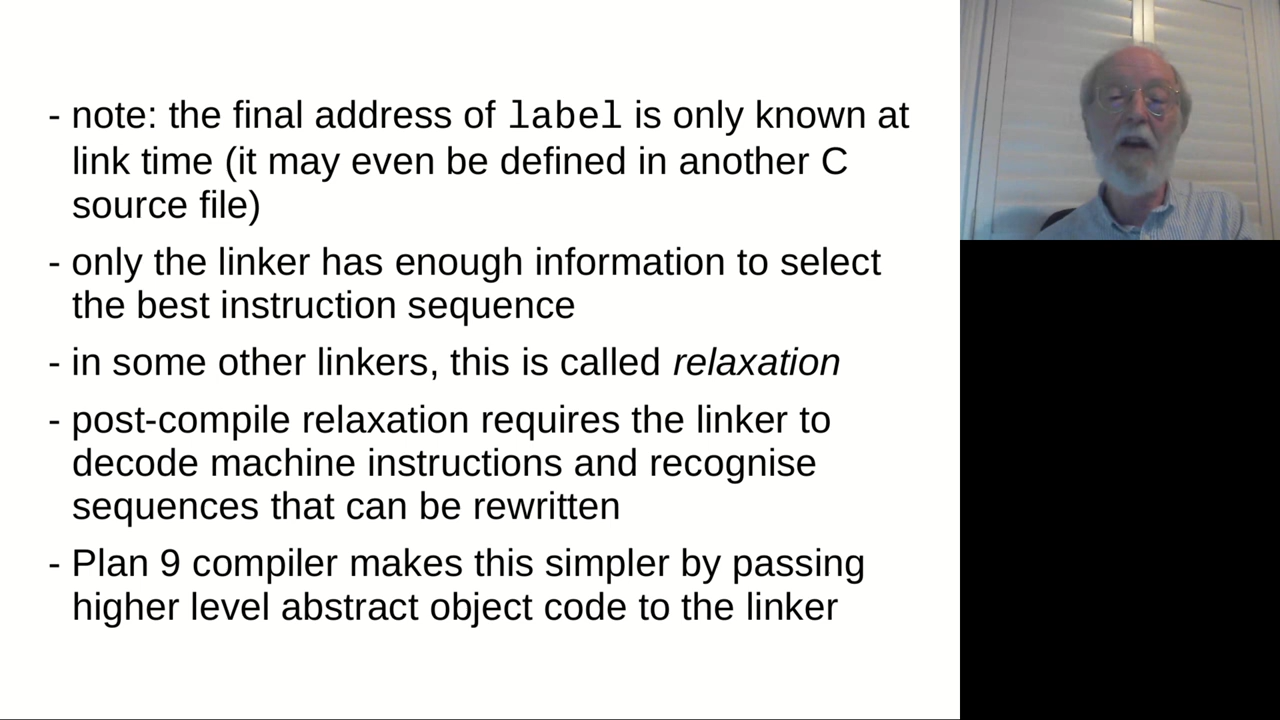 - note: the final address of label is only known at
link time (it may even be defined in another C
source file)
- only the linker has enough information to select
the best instruction sequence
- in some other linkers, this is called relaxation
- post-compile relaxation requires the linker to
decode machine instructions and recognise
sequences that can be rewritten
- Plan 9 compiler makes this simpler by passing
higher level abstract object code to the linker